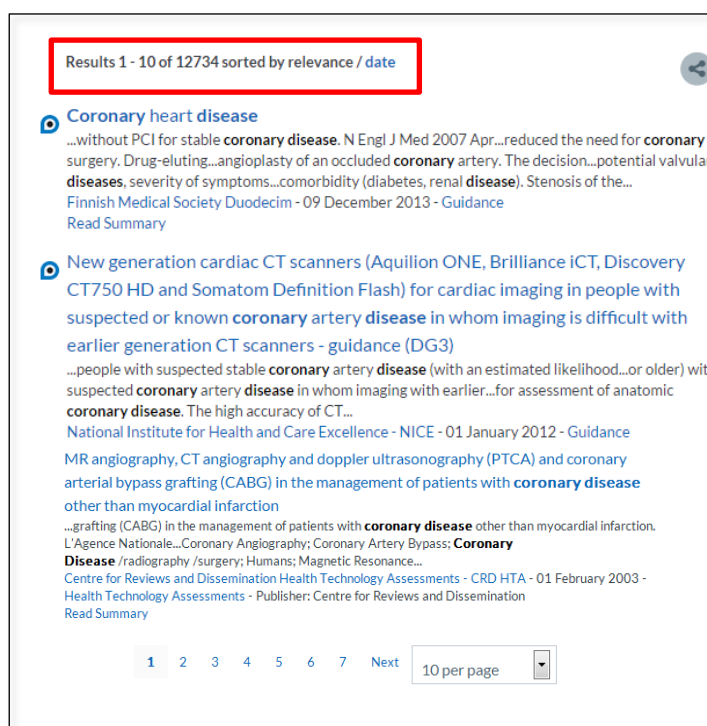 Results 1 - 10 of 12734 sorted by relevance / date
Coronary heart disease
...without PCI for stable coronary disease. N Engl J Med 2007 Apr...reduced the need for coronary
surgery. Drug-eluting...angioplasty of an occluded coronary artery. The decision...potential valvula
diseases, severity of symptoms...comorbidity (diabetes, renal disease). Stenosis of the...
Finnish Medical Society Duodecim - 09 December 2013 - Guidance
Read Summary
New generation cardiac CT scanners (Aquilion ONE, Brilliance iCT, Discovery
CT750 HD and Somatom Definition Flash) for cardiac imaging in people with
suspected or known coronary artery disease in whom imaging is difficult with
earlier generation CT scanners - guidance (DG3)
...people with suspected stable coronary artery disease (with an estimated likelihood...or older) wit
suspected coronary artery disease in whom imaging with earlier...for assessment of anatomic
coronary disease. The high accuracy of CT...
National Institute for Health and Care Excellence - NICE - 01 January 2012 - Guidance
MR angiography, CT angiography and doppler ultrasonography (PTCA) and coronary
arterial bypass grafting (CABG) in the management of patients with coronary disease
other than myocardial infarction
...grafting (CABG) in the management of patients with coronary disease other than myocardial infarction.
L'Agence Nationale...Coronary Angiography; Coronary Artery Bypass; Coronary
Disease /radiography /surgery; Humans; Magnetic Resonance...
Centre for Reviews and Dissemination Health Technology Assessments - CRD HTA - 01 February 2003 -
Health Technology Assessments - Publisher: Centre for Reviews and Dissemination
Read Summary
1 2 3 4 5 6 7 Next 10 per page